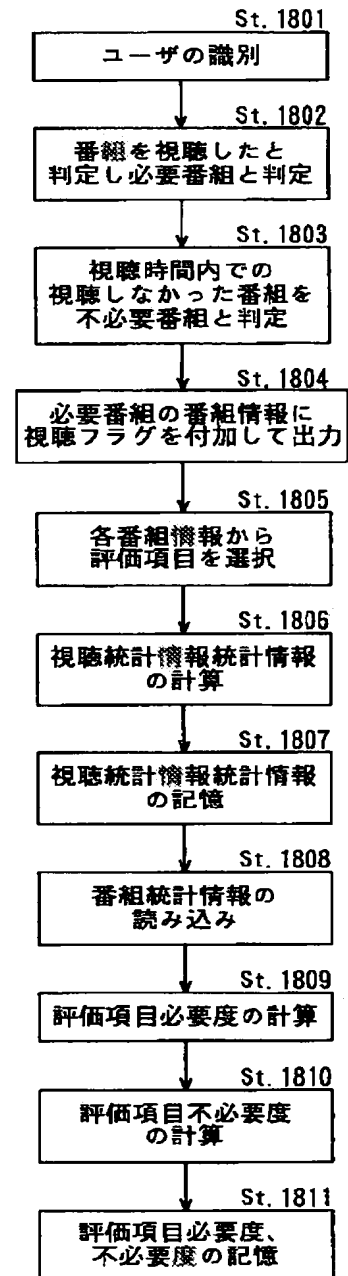 St. 1801
ユーザの識別
St. 1802
番組を視聴したと
判定し必要番組と判定
St. 1803
視聴時間内での
視聴しなかった番組を
不必要番組と判定
St. 1804
必要番組の番組情報に
視聴フラグを付加して出力
St. 1805
各番組情報から
評価項目を選択
St. 1806
視聴統計情報統計情報
の計算
St. 1807
視聴統計情報統計情報
の記憶
St. 1808
番組統計情報の
読み込み
St. 1809
評価項目必要度の計算
St. 1810
評価項目不必要度
の計算
St. 1811
評価項目必要度、
不必要度の記憶